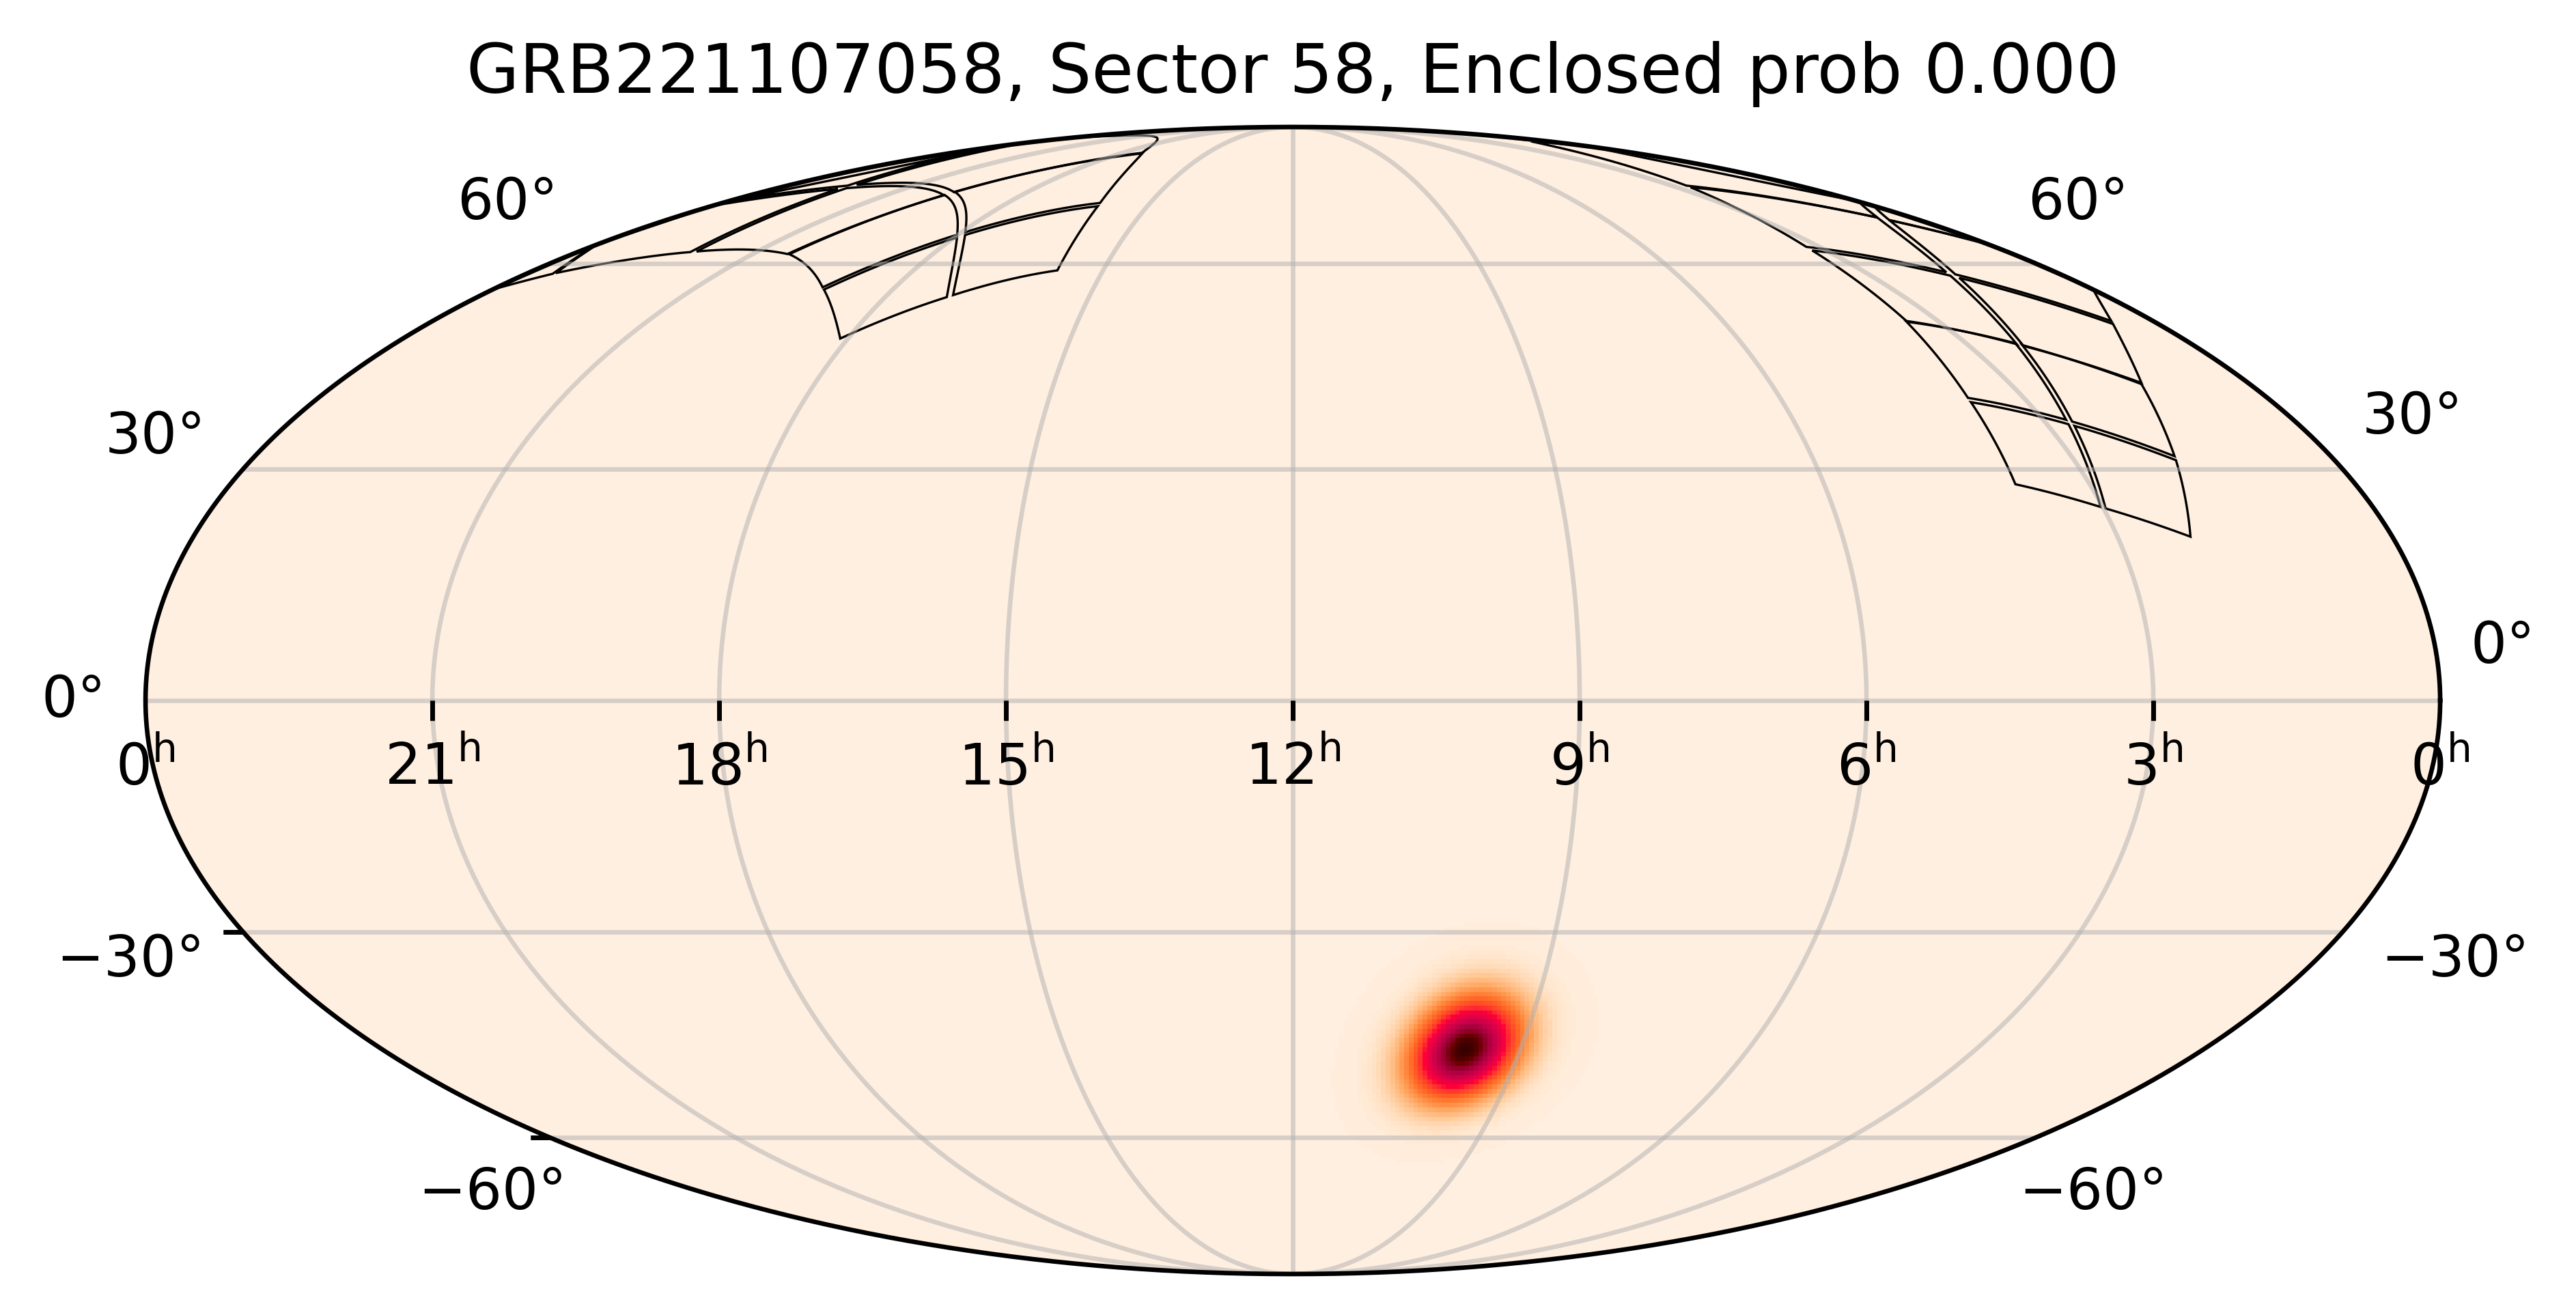 GRB221107058, Sector 58, Enclosed prob 0.000
60° 60°
30° 30°
0° 0°
0h 21h 18h 15h 12h 9h 6h 3h 0h
−30° −30°
−60° −60°